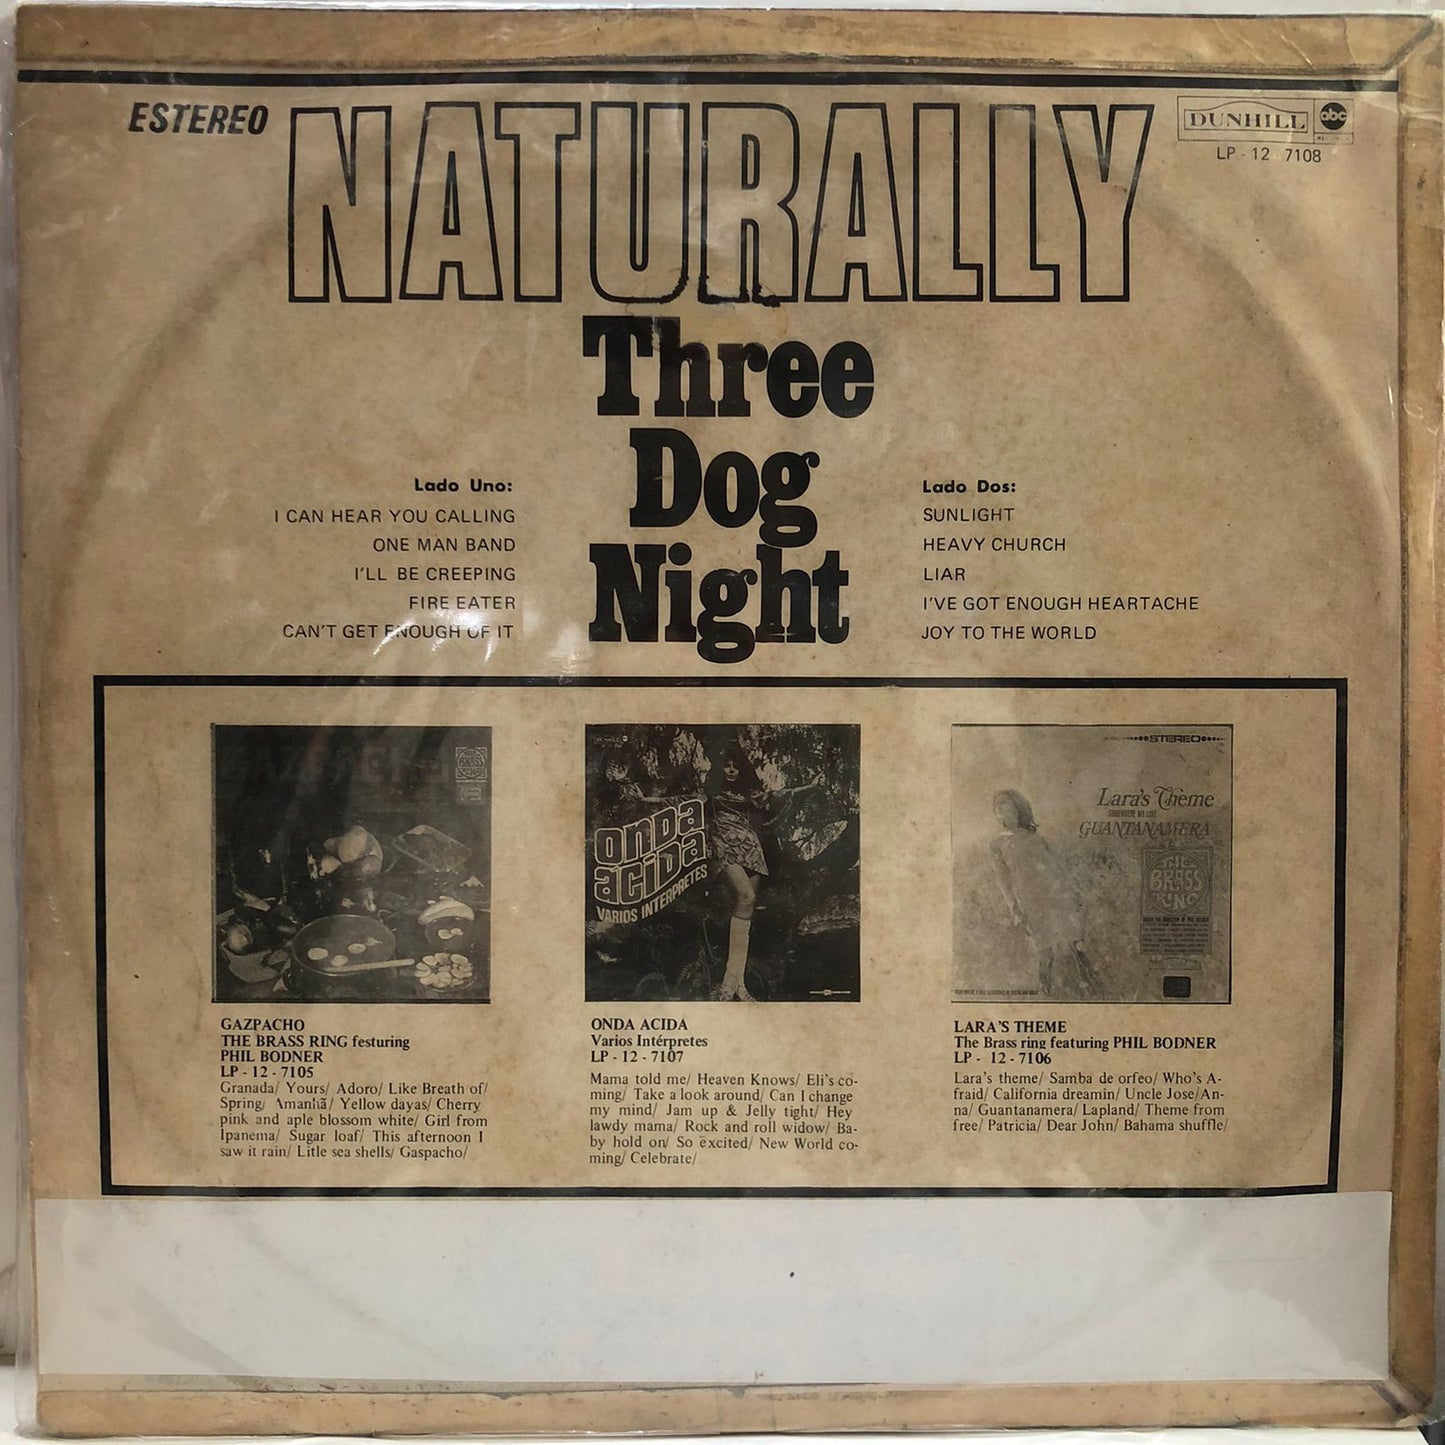 ESTEREO
NATURALLY
DUNHILL
abc
LP - 12 - 7108
Three
Dog
Night
Lado Uno:
I CAN HEAR YOU CALLING
ONE MAN BAND
I'LL BE CREEPING
FIRE EATER
CAN'T GET ENOUGH OF IT
Lado Dos:
SUNLIGHT
HEAVY CHURCH
LIAR
I'VE GOT ENOUGH HEARTACHE
JOY TO THE WORLD
onda
acida
VARIOS INTERPRETES
STEREO
Lara's Theme
SOMEWHERE MY LOVE
GUANTANAMERA
THE
BRASS
RING
GAZPACHO
THE BRASS RING festuring
PHIL BODNER
LP - 12 - 7105
Granada/ Yours/ Adoro/ Like Breath of/
Spring/ Amanhã/ Yellow dayas/ Cherry
pink and aple blossom white/ Girl from
Ipanema/ Sugar loaf/ This afternoon I
saw it rain/ Litle sea shells/ Gaspacho/
ONDA ACIDA
Varios Intérpretes
LP - 12 - 7107
Mama told me/ Heaven Knows/ Eli's co-
ming/ Take a look around/ Can I change
my mind/ Jam up & Jelly tight/ Hey
lawdy mama/ Rock and roll widow/ Ba-
by hold on/ So excited/ New World co-
ming/ Celebrate/
LARA'S THEME
The Brass ring featuring PHIL BODNER
LP - 12 - 7106
Lara's theme/ Samba de orfeo/ Who's A-
fraid/ California dreamin/ Uncle Jose/An-
na/ Guantanamera/ Lapland/ Theme from
free/ Patricia/ Dear John/ Bahama shuffle/